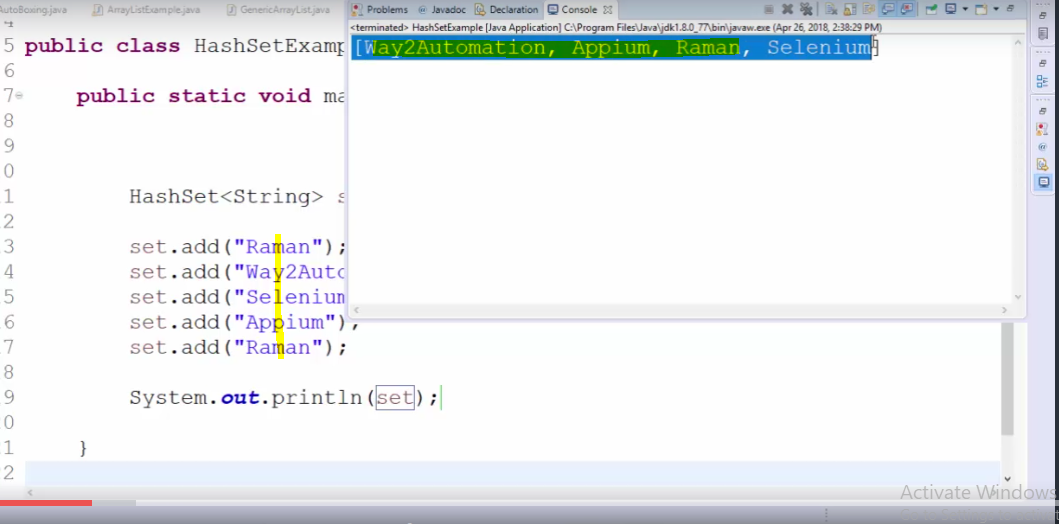 AutoBoxing.java ArrayListExample.java GenericArrayList.java
Problems @ Javadoc Declaration Console
<terminated> HashSetExample [Java Application] C:\Program Files\Java\jdk1.8.0_77\bin\javaw.exe (Apr 26, 2018, 2:38:29 PM)
[Way2Automation, Appium, Raman, Selenium]
5 public class HashSetExamp
6
7 public static void ma
8
9
0
1 HashSet<String> s
2
3 set.add("Raman");
4 set.add("Way2Auto
5 set.add("Selenium
6 set.add("Appium");
7 set.add("Raman");
8
9 System.out.println(set);
0
1 }
2
Activate Windows